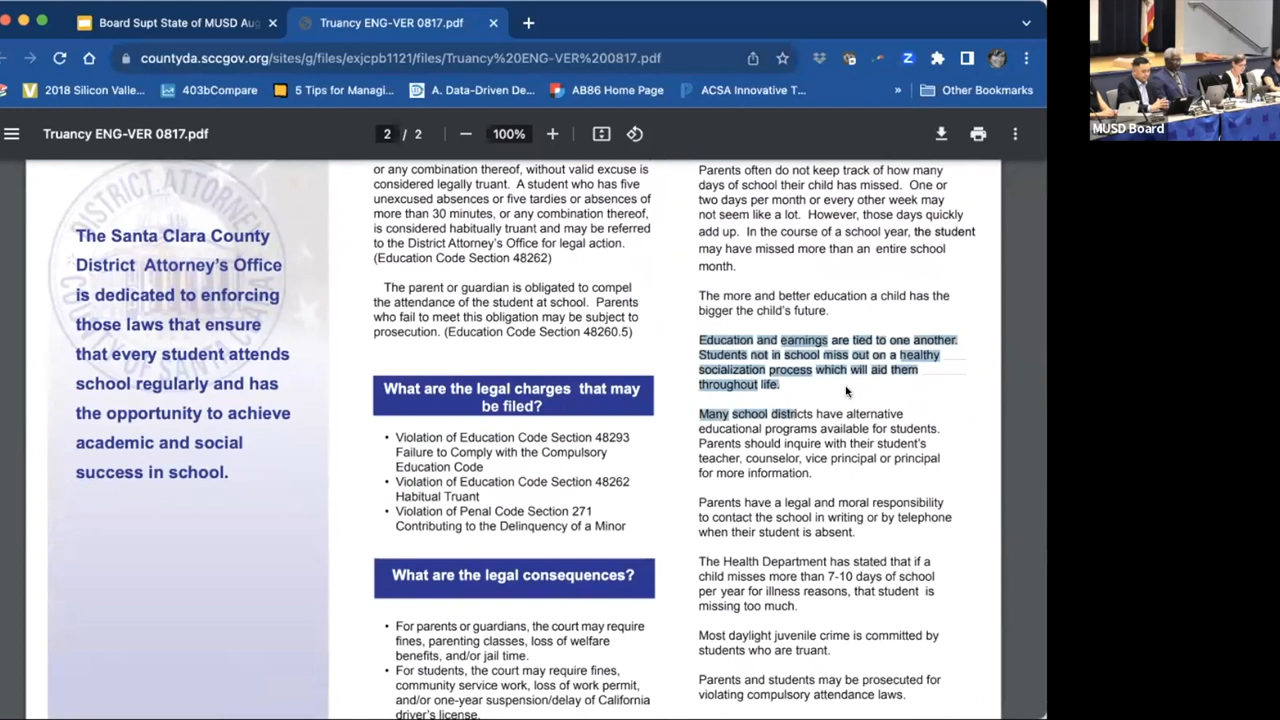 Board Supt State of MUSD Aug
Truancy ENG-VER 0817.pdf
countyda.sccgov.org/sites/g/files/exjcpb1121/files/Truancy%20ENG-VER%200817.pdf
2018 Silicon Valle...
403bCompare
5 Tips for Managi...
A. Data-Driven De...
AB86 Home Page
ACSA Innovative T...
»
Other Bookmarks
Truancy ENG-VER 0817.pdf
2 / 2
100%
The Santa Clara County
District Attorney's Office
is dedicated to enforcing
those laws that ensure
that every student attends
school regularly and has
the opportunity to achieve
academic and social
success in school.
or any combination thereof, without valid excuse is
considered legally truant. A student who has five
unexcused absences or five tardies or absences of
more than 30 minutes, or any combination thereof,
is considered habitually truant and may be referred
to the District Attorney's Office for legal action.
(Education Code Section 48262)
The parent or guardian is obligated to compel
the attendance of the student at school. Parents
who fail to meet this obligation may be subject to
prosecution. (Education Code Section 48260.5)
What are the legal charges that may
be filed?
• Violation of Education Code Section 48293
Failure to Comply with the Compulsory
Education Code
• Violation of Education Code Section 48262
Habitual Truant
• Violation of Penal Code Section 271
Contributing to the Delinquency of a Minor
What are the legal consequences?
• For parents or guardians, the court may require
fines, parenting classes, loss of welfare
benefits, and/or jail time.
• For students, the court may require fines,
community service work, loss of work permit,
and/or one-year suspension/delay of California
driver's license.
Parents often do not keep track of how many
days of school their child has missed. One or
two days per month or every other week may
not seem like a lot. However, those days quickly
add up. In the course of a school year, the student
may have missed more than an entire school
month.
The more and better education a child has the
bigger the child's future.
Education and earnings are tied to one another.
Students not in school miss out on a healthy
socialization process which will aid them
throughout life.
Many school districts have alternative
educational programs available for students.
Parents should inquire with their student's
teacher, counselor, vice principal or principal
for more information.
Parents have a legal and moral responsibility
to contact the school in writing or by telephone
when their student is absent.
The Health Department has stated that if a
child misses more than 7-10 days of school
per year for illness reasons, that student is
missing too much.
Most daylight juvenile crime is committed by
students who are truant.
Parents and students may be prosecuted for
violating compulsory attendance laws.
MUSD Board